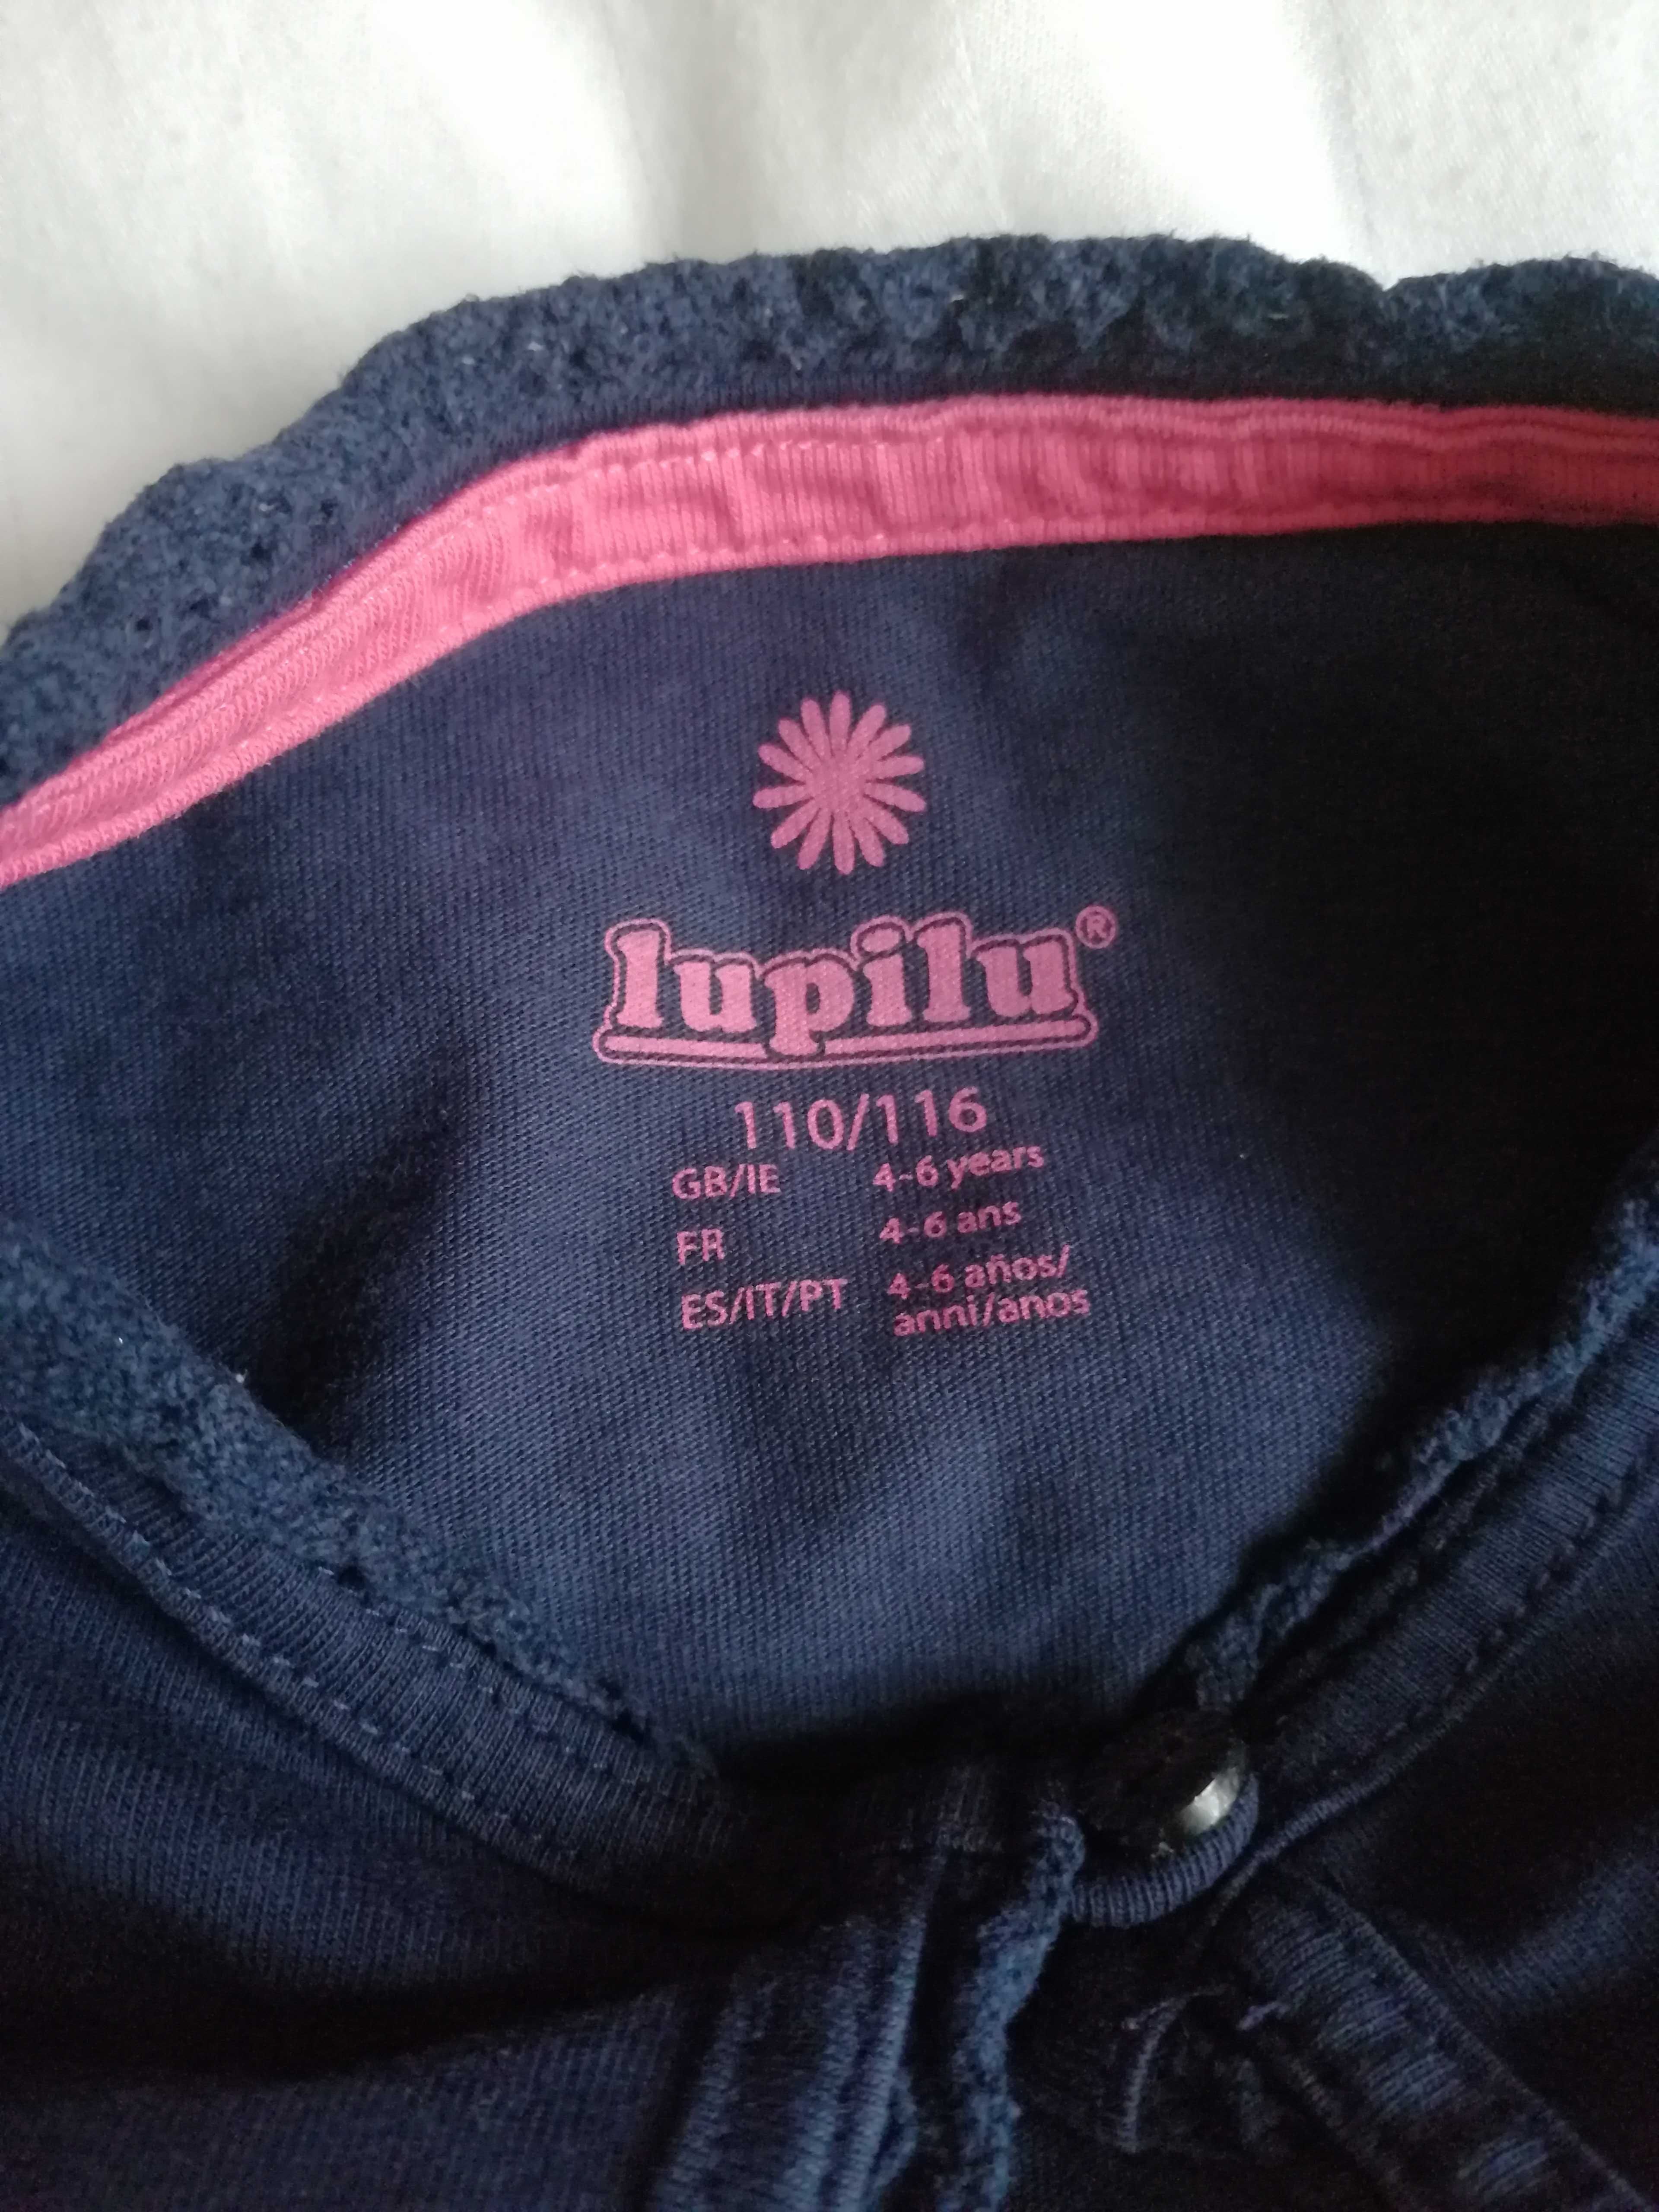 lupilu®
110/116
GB/IE 4-6 years
FR 4-6 ans
ES/IT/PT 4-6 años/
anni/anos